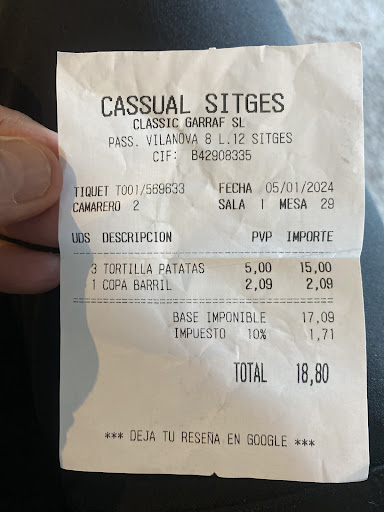 CASSUAL SITGES
CLASSIC GARRAF SL
PASS. VILANOVA 8 L.12 SITGES
CIF: B42908335
TIQUET T001/569633 FECHA 05/01/2024
CAMARERO 2 SALA 1 MESA 29
UDS DESCRIPCION PVP IMPORTE
3 TORTILLA PATATAS 5,00 15,00
1 COPA BARRIL 2,09 2,09
BASE IMPONIBLE 17,09
IMPUESTO 10% 1,71
TOTAL 18,80
*** DEJA TU RESEÑA EN GOOGLE ***